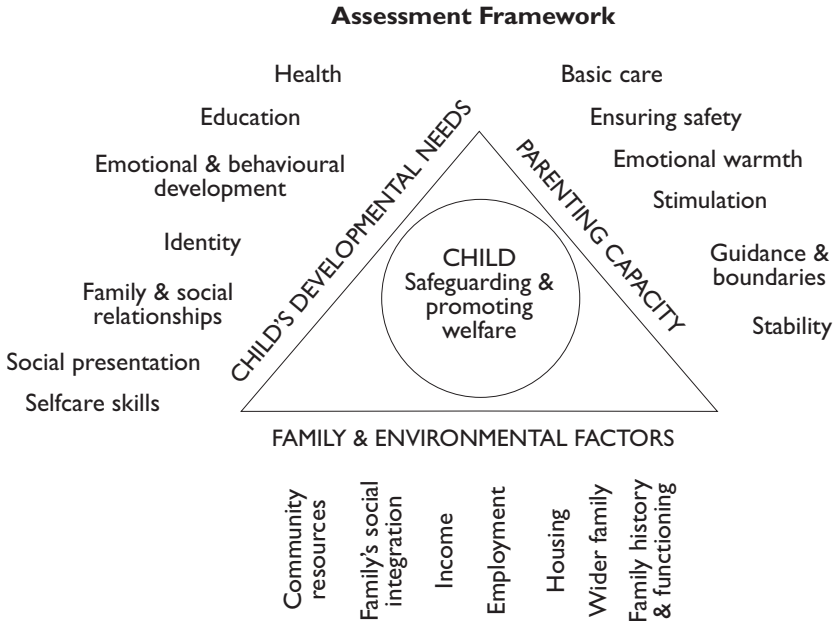 Assessment Framework
Health
Education
Emotional & behavioural
development
Identity
Family & social
relationships
Social presentation
Selfcare skills
CHILD'S DEVELOPMENTAL NEEDS
Basic care
Ensuring safety
Emotional warmth
Stimulation
Guidance &
boundaries
Stability
PARENTING CAPACITY
CHILD
Safeguarding &
promoting
welfare
FAMILY & ENVIRONMENTAL FACTORS
Community
resources
Family's social
integration
Income
Employment
Housing
Wider family
Family history
& functioning